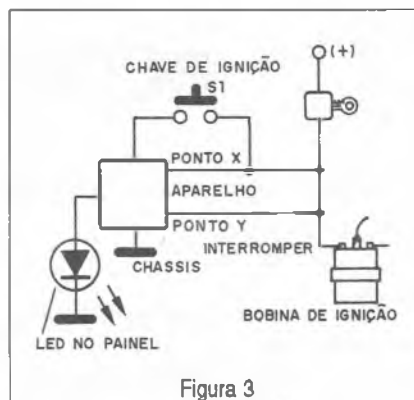 (+)
CHAVE DE IGNIÇÃO
S1
PONTO X
APARELHO
PONTO Y
INTERROMPER
CHASSIS
BOBINA DE IGNIÇÃO
LED NO PAINEL
Figura 3